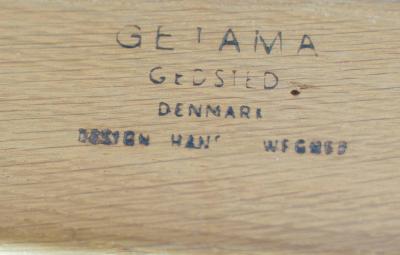 GETAMA
GEDSTED
DENMARK
DESIGN HANS WEGNER